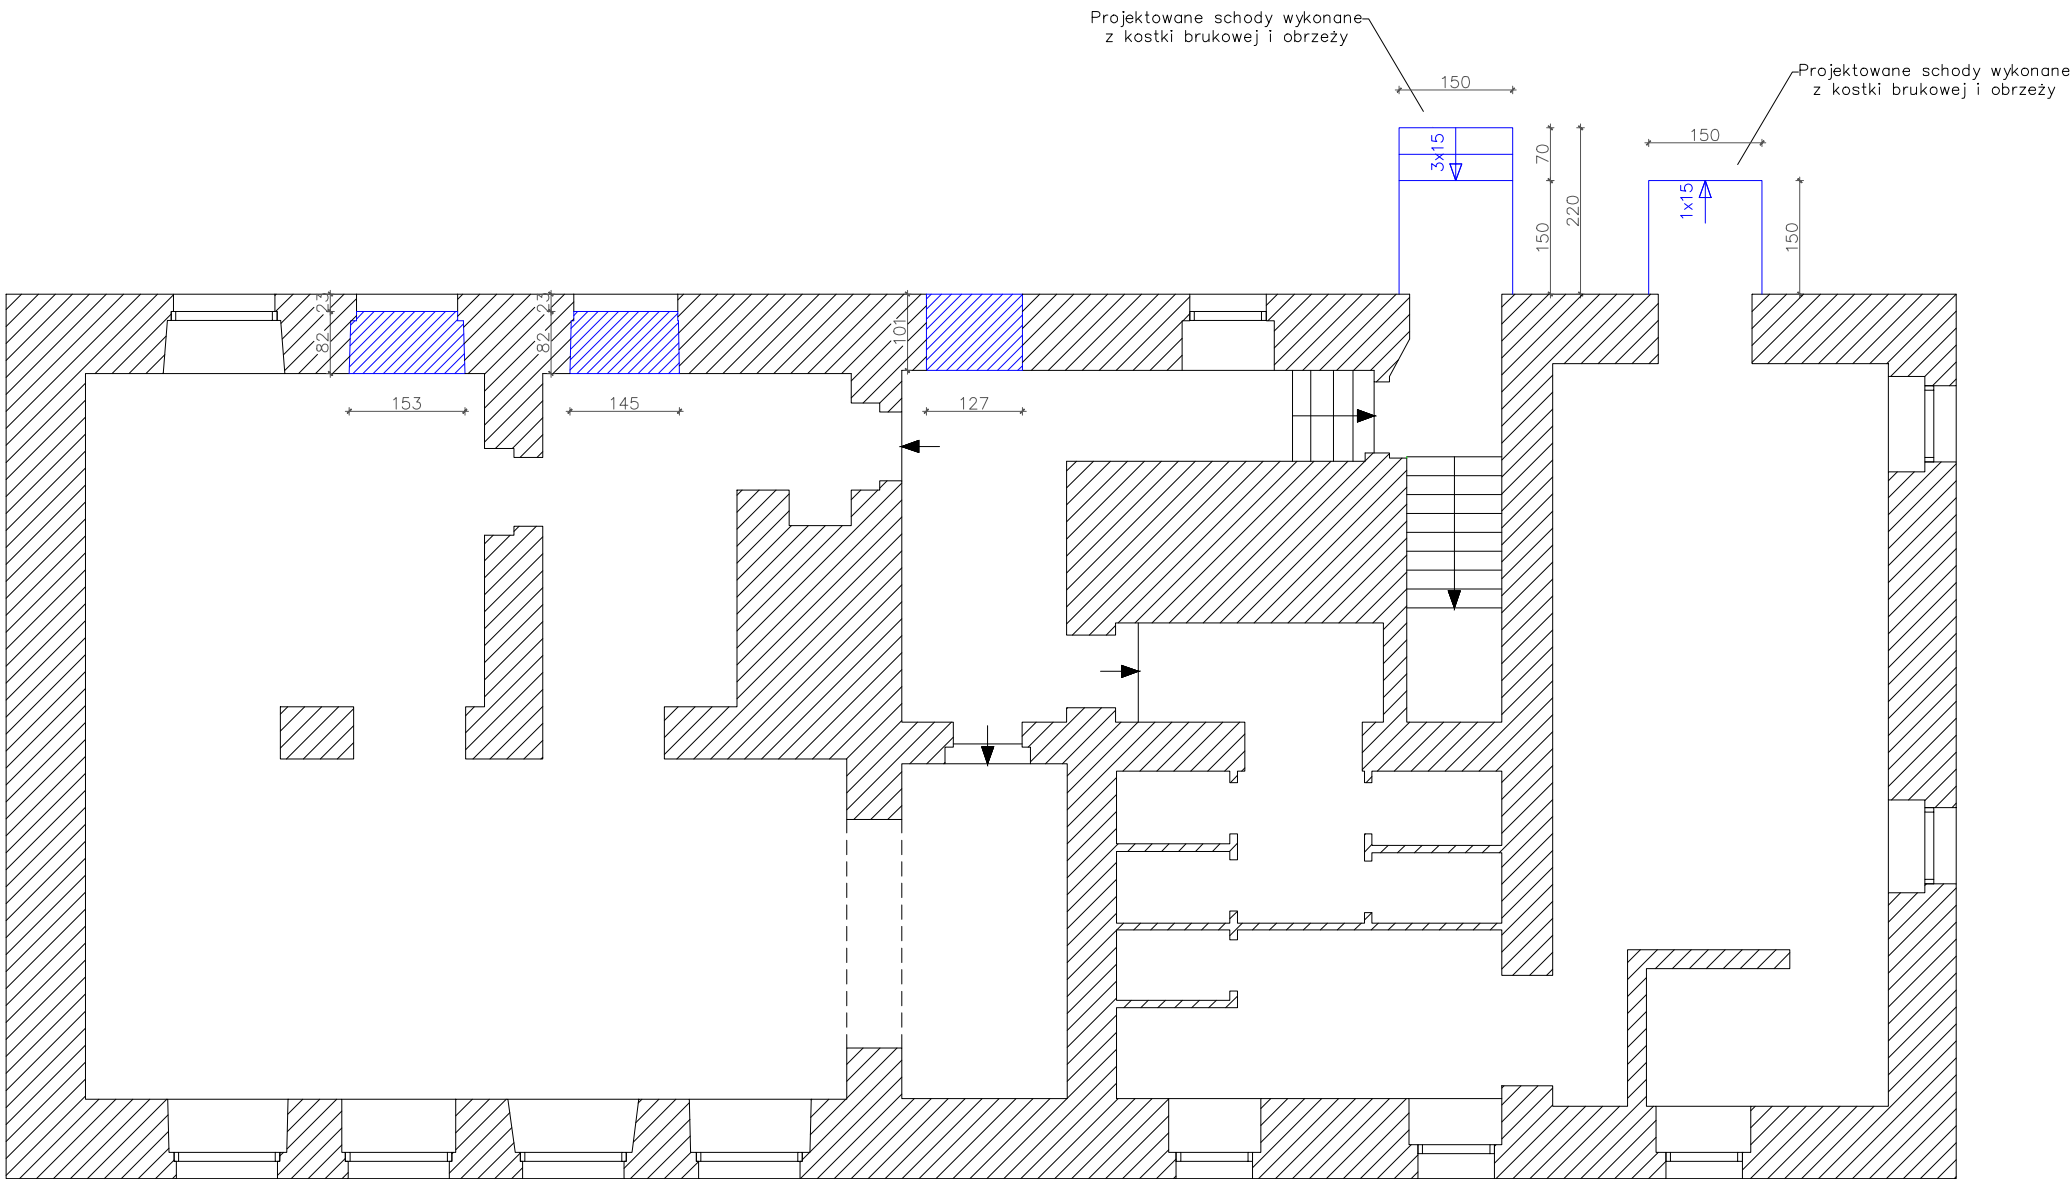 Projektowane schody wykonane
z kostki brukowej i obrzeży
Projektowane schody wykonane
z kostki brukowej i obrzeży
150
150
3x15
70
220
150
1x15
150
23
82
23
82
101
153
145
127